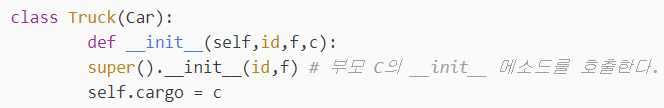 class Truck(Car):
        def __init__(self,id,f,c):
        super().__init__(id,f) # 부모 C의 __init__ 메소드를 호출한다.
        self.cargo = c